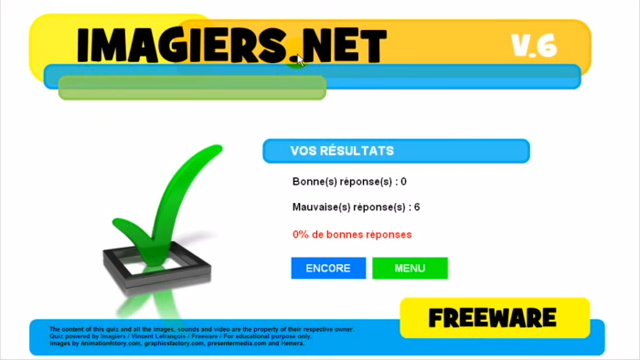 IMAGIERS.NET
V.6
VOS RÉSULTATS
Bonne(s) réponse(s) : 0
Mauvaise(s) réponse(s) : 6
0% de bonnes réponses
ENCORE
MENU
FREEWARE
The content of this quiz and all the images, sounds and video are the property of their respective owner.
Quiz powered by Imagiers / Vincent Lefrançois / Freeware / For educational purpose only.
Images by Animationfactory.com, graphicsfactory.com, presentermedia.com and Hemera.